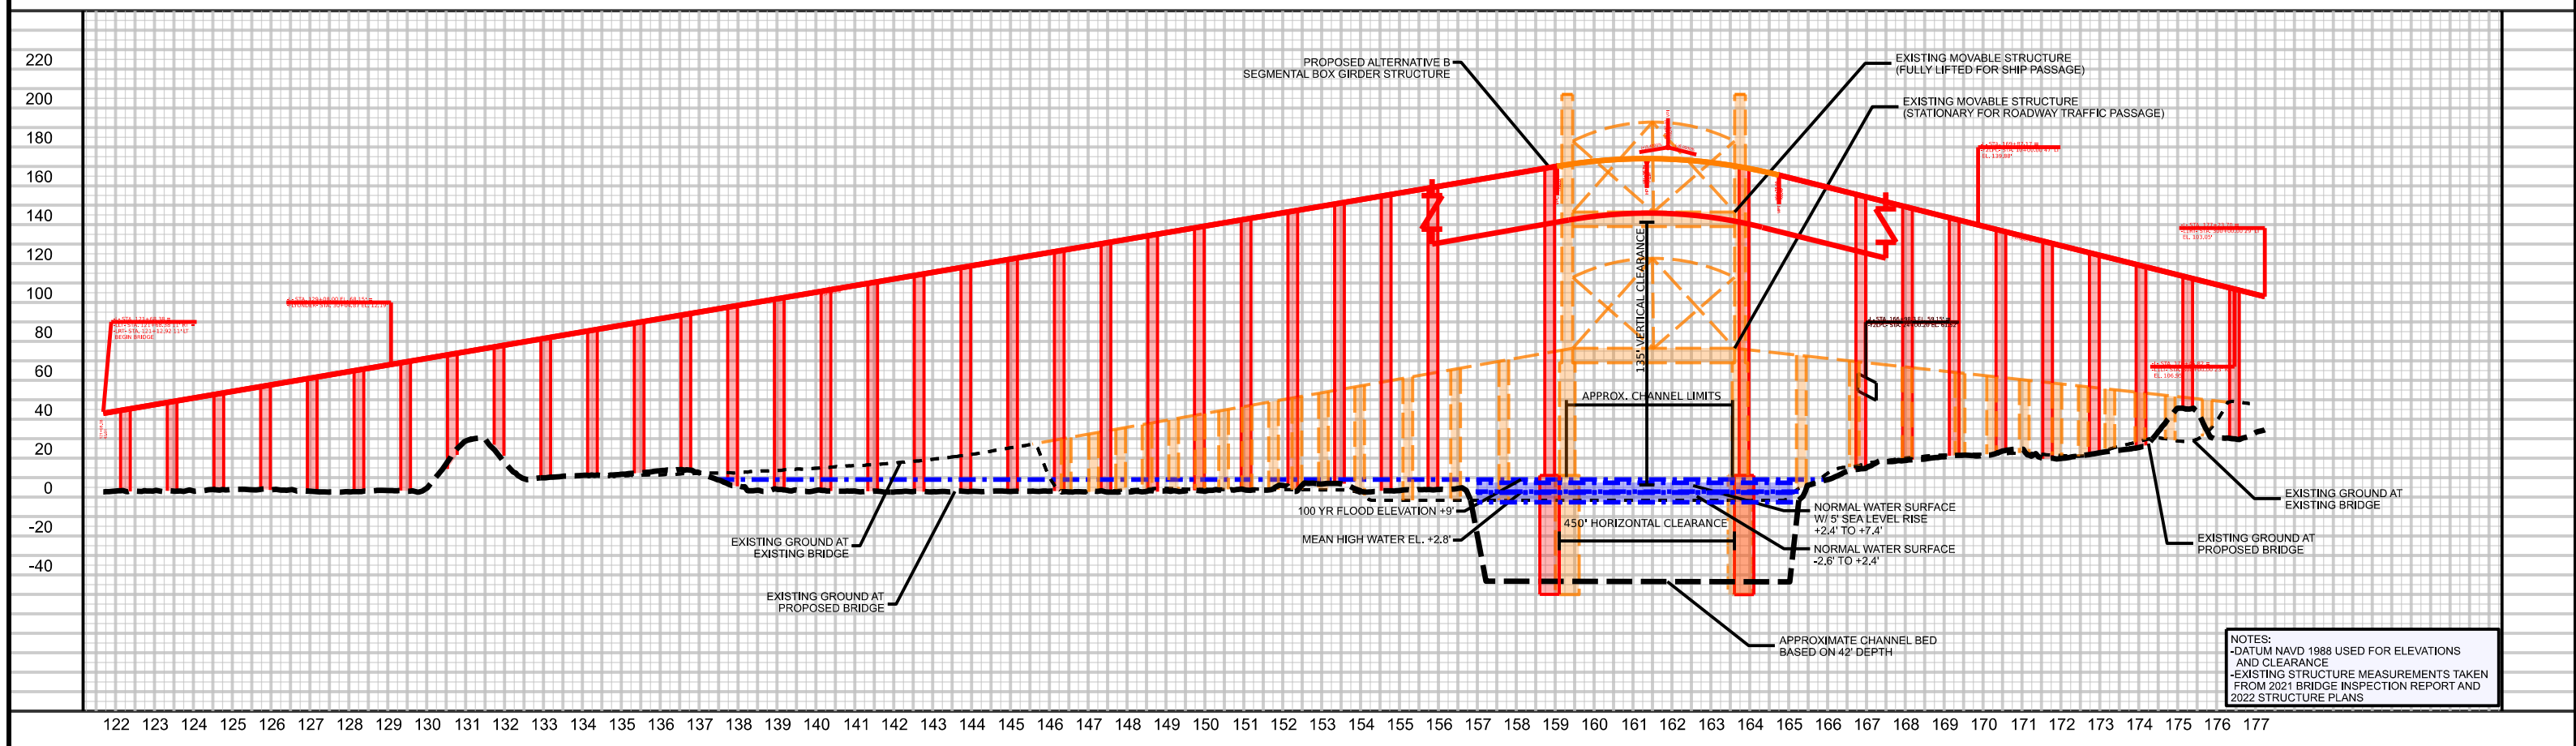 220
200
180
160
140
120
100
80
60
40
20
0
-20
-40
PROPOSED ALTERNATIVE B
SEGMENTAL BOX GIRDER STRUCTURE
EXISTING MOVABLE STRUCTURE
(FULLY LIFTED FOR SHIP PASSAGE)
EXISTING MOVABLE STRUCTURE
(STATIONARY FOR ROADWAY TRAFFIC PASSAGE)
BEGIN BRIDGE
135' VERTICAL CLEARANCE
APPROX. CHANNEL LIMITS
100 YR FLOOD ELEVATION +9'
MEAN HIGH WATER EL. +2.8'
450' HORIZONTAL CLEARANCE
NORMAL WATER SURFACE
W/ 5' SEA LEVEL RISE
+2.4' TO +7.4'
NORMAL WATER SURFACE
-2.6' TO +2.4'
EXISTING GROUND AT
EXISTING BRIDGE
EXISTING GROUND AT
PROPOSED BRIDGE
EXISTING GROUND AT
EXISTING BRIDGE
EXISTING GROUND AT
PROPOSED BRIDGE
APPROXIMATE CHANNEL BED
BASED ON 42' DEPTH
NOTES:
-DATUM NAVD 1988 USED FOR ELEVATIONS
AND CLEARANCE
-EXISTING STRUCTURE MEASUREMENTS TAKEN
FROM 2021 BRIDGE INSPECTION REPORT AND
2022 STRUCTURE PLANS
122 123 124 125 126 127 128 129 130 131 132 133 134 135 136 137 138 139 140 141 142 143 144 145 146 147 148 149 150 151 152 153 154 155 156 157 158 159 160 161 162 163 164 165 166 167 168 169 170 171 172 173 174 175 176 177